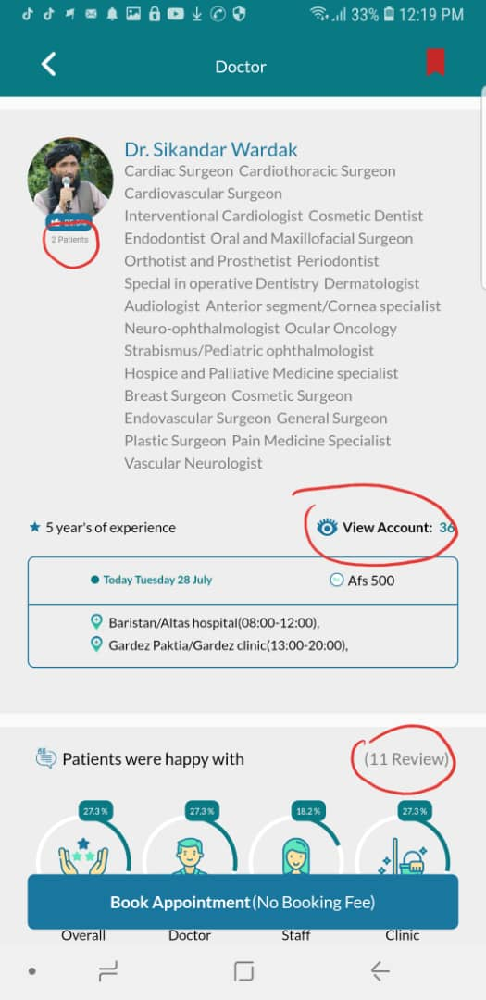 33% 12:19 PM
Doctor
Dr. Sikandar Wardak
Cardiac Surgeon Cardiothoracic Surgeon
Cardiovascular Surgeon
Interventional Cardiologist Cosmetic Dentist
2 Patients
Endodontist Oral and Maxillofacial Surgeon
Orthotist and Prosthetist Periodontist
Special in operative Dentistry Dermatologist
Audiologist Anterior segment/Cornea specialist
Neuro-ophthalmologist Ocular Oncology
Strabismus/Pediatric ophthalmologist
Hospice and Palliative Medicine specialist
Breast Surgeon Cosmetic Surgeon
Endovascular Surgeon General Surgeon
Plastic Surgeon Pain Medicine Specialist
Vascular Neurologist
5 year's of experience
View Account: 36
Today Tuesday 28 July
Afs 500
Baristan/Altas hospital(08:00-12:00),
Gardez Paktia/Gardez clinic(13:00-20:00),
Patients were happy with
(11 Review)
27.3 % 27.3 % 18.2 % 27.3 %
Book Appointment(No Booking Fee)
Overall Doctor Staff Clinic